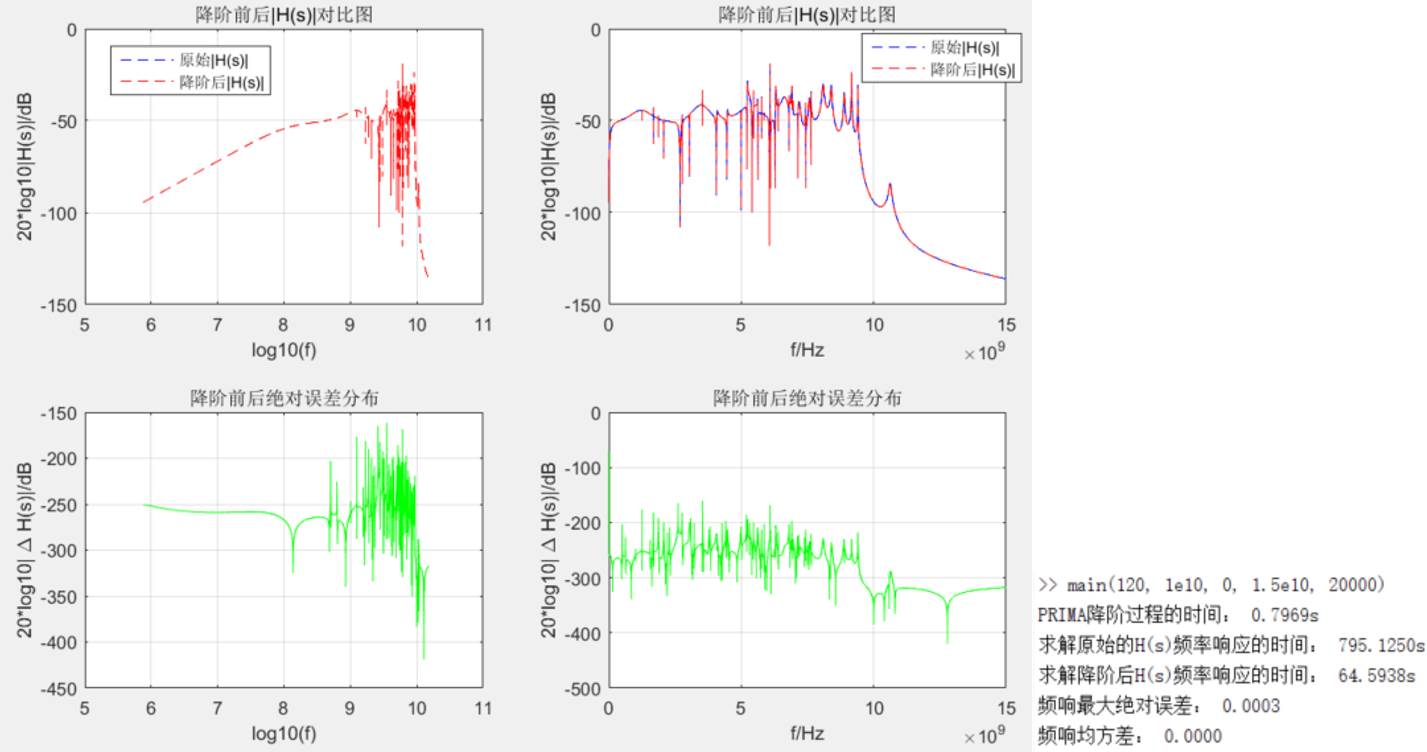 降阶前后|H(s)|对比图
20*log10|H(s)|/dB
0
-50
-100
-150
原始|H(s)|
降阶后|H(s)|
5 6 7 8 9 10 11
log10(f)
降阶前后|H(s)|对比图
20*log10|H(s)|/dB
0
-50
-100
-150
原始|H(s)|
降阶后|H(s)|
0 5 10 15
f/Hz
×10^9
降阶前后绝对误差分布
20*log10|△H(s)|/dB
-150
-200
-250
-300
-350
-400
-450
5 6 7 8 9 10 11
log10(f)
降阶前后绝对误差分布
20*log10|△H(s)|/dB
0
-100
-200
-300
-400
-500
0 5 10 15
f/Hz
×10^9
>> main(120, 1e10, 0, 1.5e10, 20000)
PRIMA降阶过程的时间： 0.7969s
求解原始的H(s)频率响应的时间： 795.1250s
求解降阶后H(s)频率响应的时间： 64.5938s
频响最大绝对误差： 0.0003
频响均方差： 0.0000